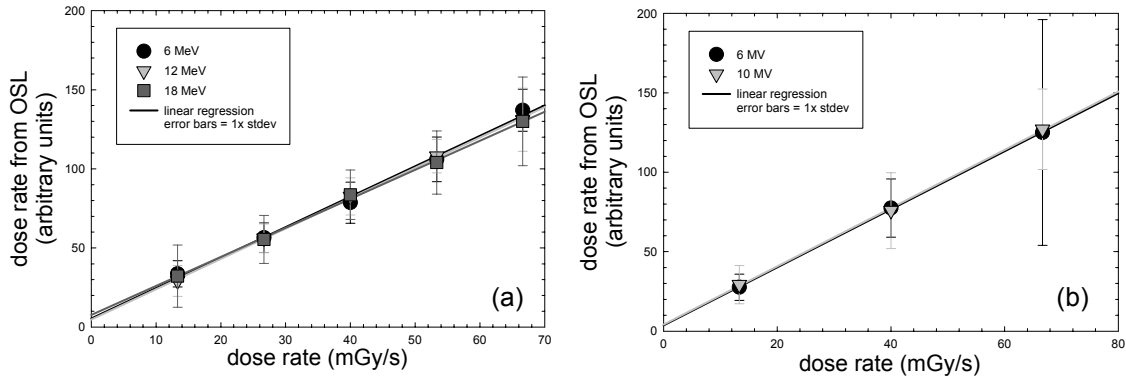 200
150
100
50
0
0
10
20
30
40
50
60
70
dose rate from OSL
(arbitrary units)
dose rate (mGy/s)
6 MeV
12 MeV
18 MeV
linear regression
error bars = 1x stdev
(a)
200
150
100
50
0
0
20
40
60
80
dose rate from OSL
(arbitrary units)
dose rate (mGy/s)
6 MV
10 MV
linear regression
error bars = 1x stdev
(b)